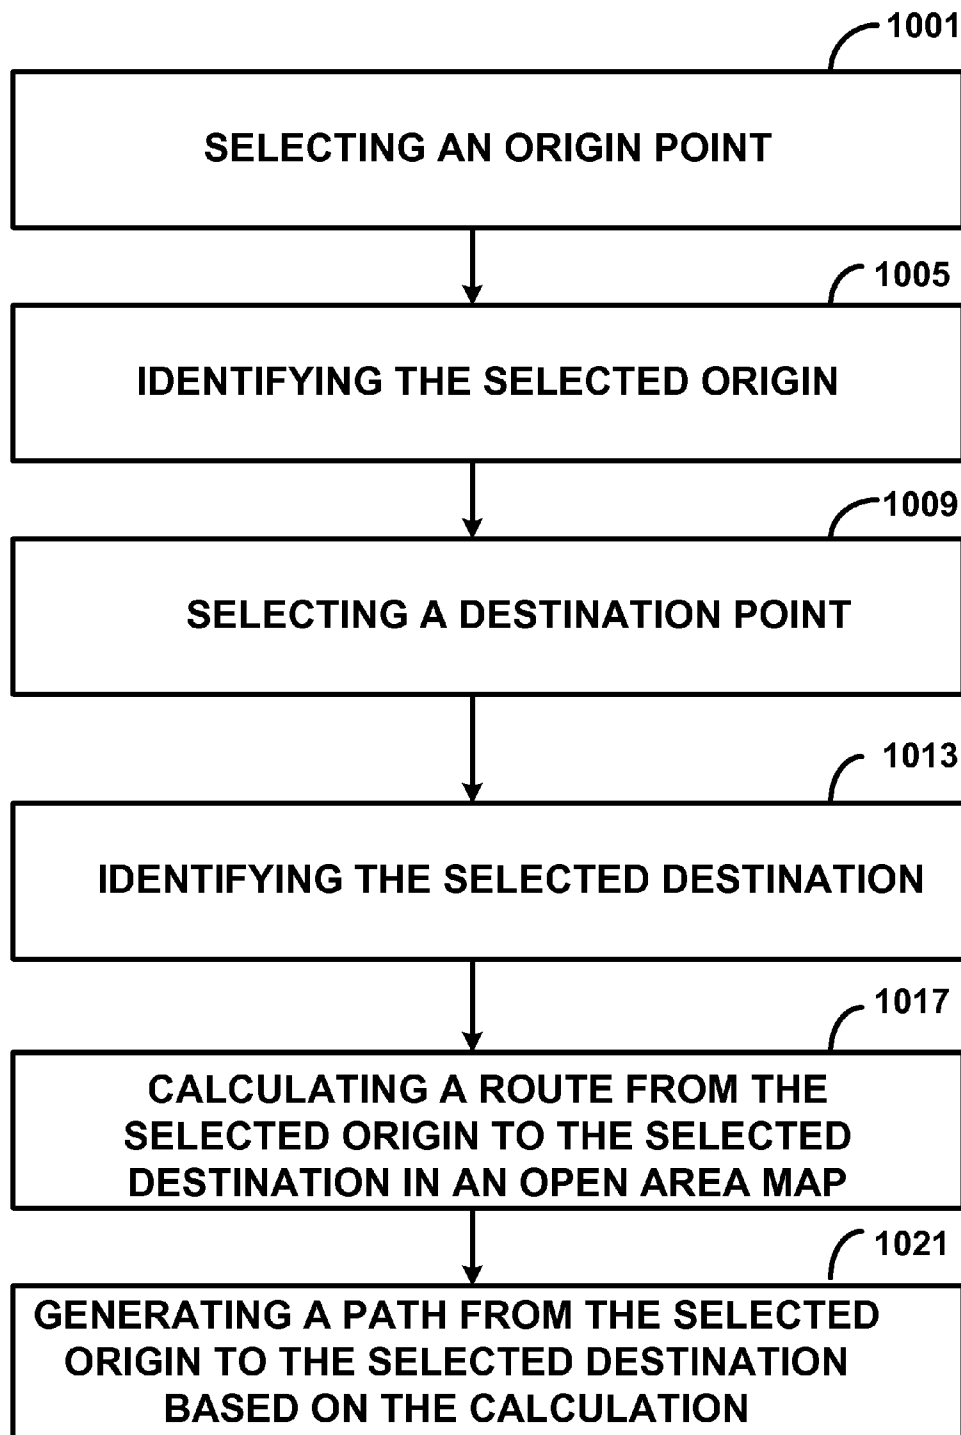 1001
SELECTING AN ORIGIN POINT
1005
IDENTIFYING THE SELECTED ORIGIN
1009
SELECTING A DESTINATION POINT
1013
IDENTIFYING THE SELECTED DESTINATION
1017
CALCULATING A ROUTE FROM THE
SELECTED ORIGIN TO THE SELECTED
DESTINATION IN AN OPEN AREA MAP
1021
GENERATING A PATH FROM THE SELECTED
ORIGIN TO THE SELECTED DESTINATION
BASED ON THE CALCULATION